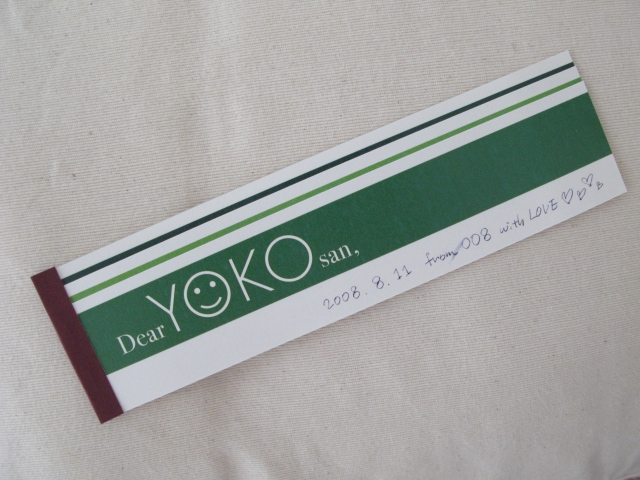 Dear YOKO san,
2008. 8. 11 from 008 with LOVE ♡♡♡